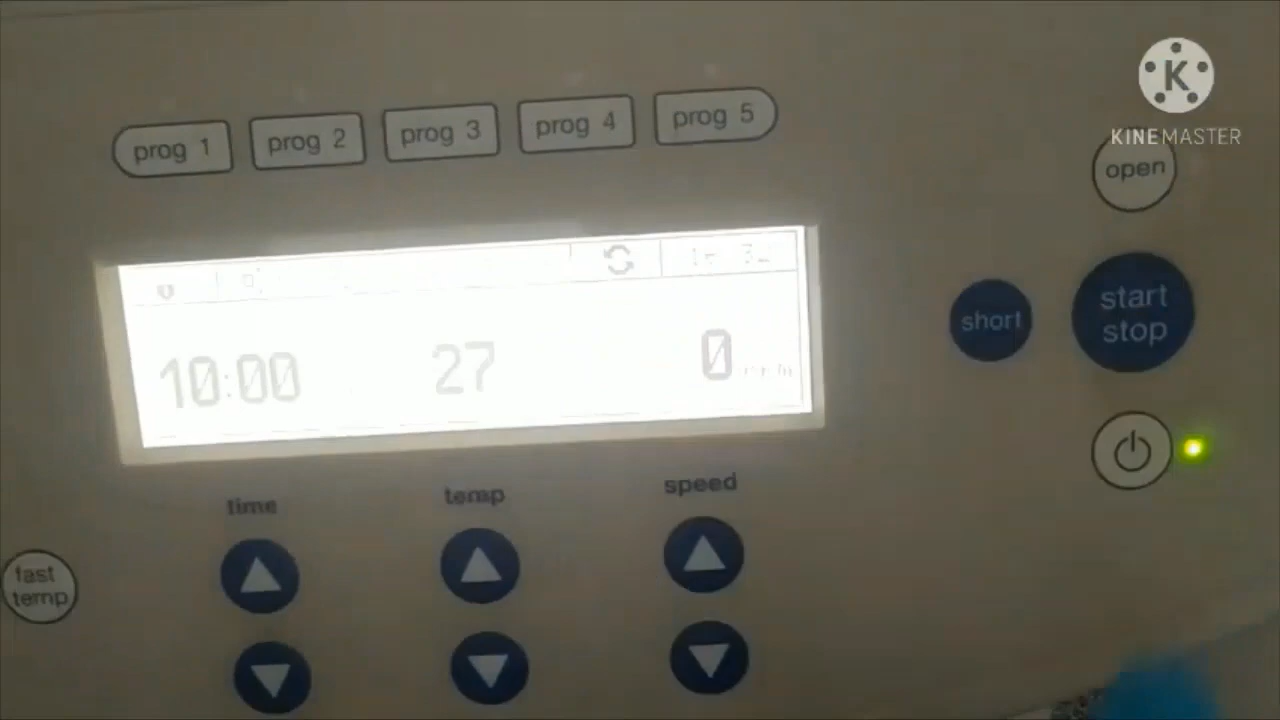 K
KINEMASTER
prog 1 prog 2 prog 3 prog 4 prog 5
open
10:00 27 0
short
start
stop
time temp speed
fast
temp